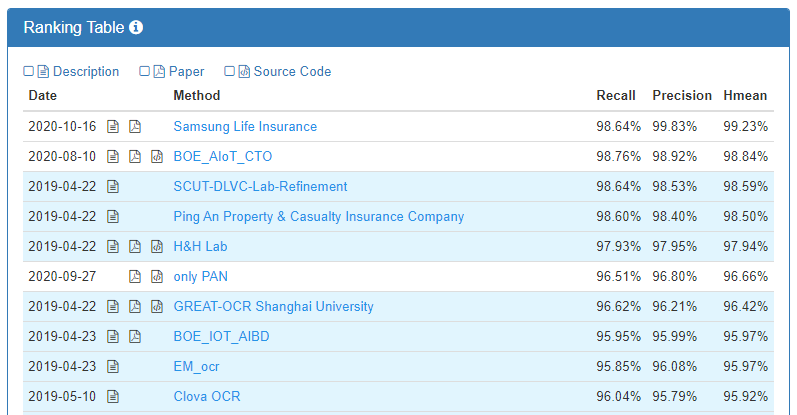 Ranking Table
Description Paper Source Code
Date Method Recall Precision Hmean
2020-10-16 Samsung Life Insurance 98.64% 99.83% 99.23%
2020-08-10 BOE_AIoT_CTO 98.76% 98.92% 98.84%
2019-04-22 SCUT-DLVC-Lab-Refinement 98.64% 98.53% 98.59%
2019-04-22 Ping An Property & Casualty Insurance Company 98.60% 98.40% 98.50%
2019-04-22 H&H Lab 97.93% 97.95% 97.94%
2020-09-27 only PAN 96.51% 96.80% 96.66%
2019-04-22 GREAT-OCR Shanghai University 96.62% 96.21% 96.42%
2019-04-23 BOE_IOT_AIBD 95.95% 95.99% 95.97%
2019-04-23 EM_ocr 95.85% 96.08% 95.97%
2019-05-10 Clova OCR 96.04% 95.79% 95.92%